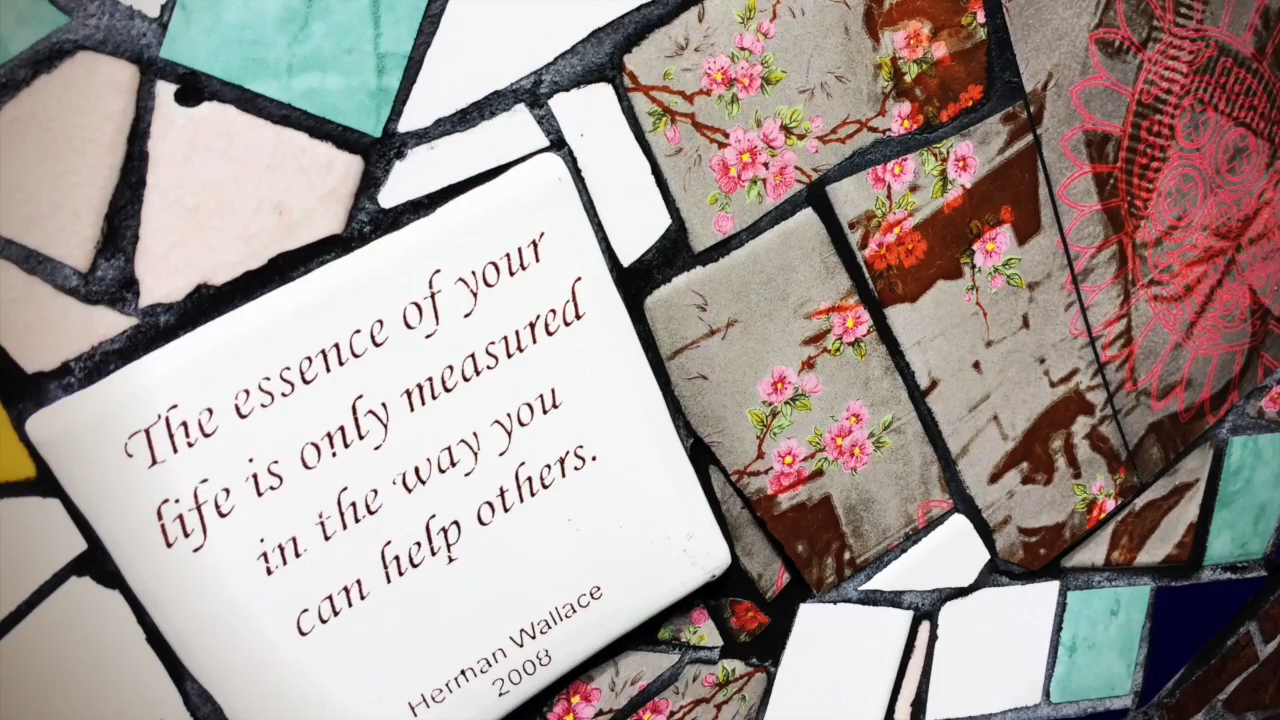 The essence of your
life is only measured
in the way you
can help others.
Herman Wallace
2008